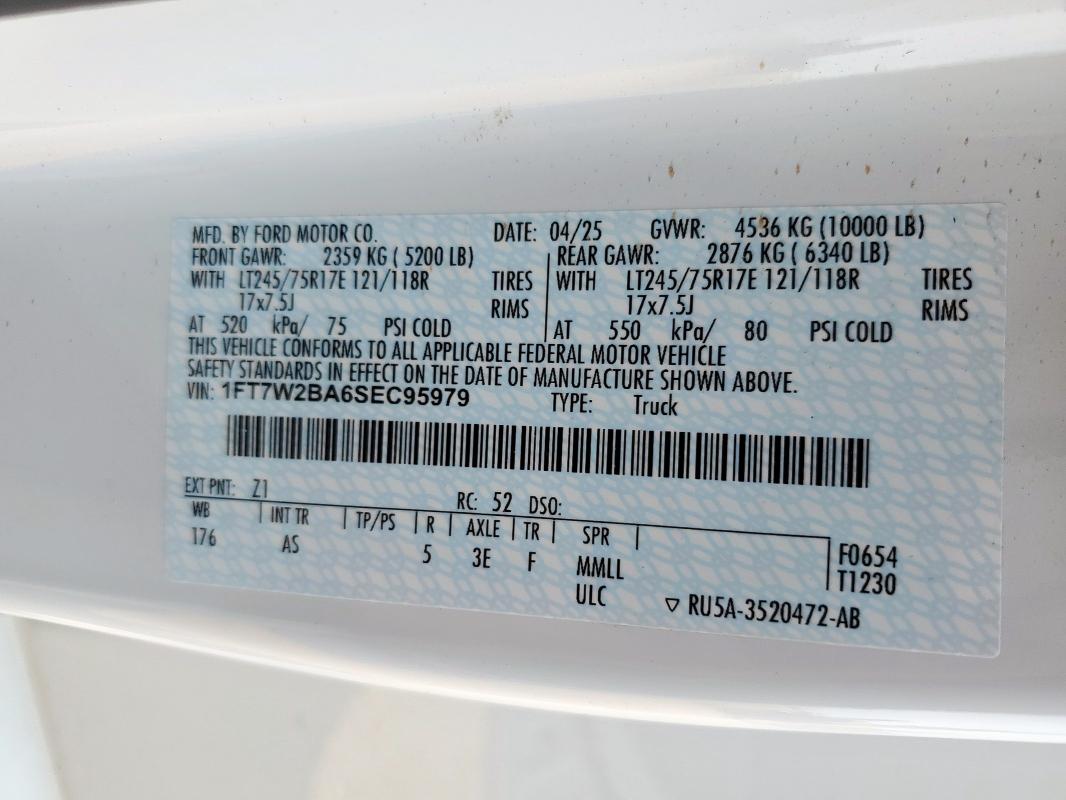 MFD. BY FORD MOTOR CO. DATE: 04/25 GVWR: 4536 KG (10000 LB)
FRONT GAWR: 2359 KG ( 5200 LB) REAR GAWR: 2876 KG ( 6340 LB)
WITH LT245/75R17E 121/118R TIRES WITH LT245/75R17E 121/118R TIRES
17x7.5J RIMS 17x7.5J RIMS
AT 520 kPa/ 75 PSI COLD AT 550 kPa/ 80 PSI COLD
THIS VEHICLE CONFORMS TO ALL APPLICABLE FEDERAL MOTOR VEHICLE
SAFETY STANDARDS IN EFFECT ON THE DATE OF MANUFACTURE SHOWN ABOVE.
VIN: 1FT7W2BA6SEC95979 TYPE: Truck
EXT PNT: Z1 RC: 52 DSO:
WB INT TR TP/PS R AXLE TR SPR
176 AS 5 3E F MMLL F0654
ULC T1230
▽ RU5A-3520472-AB